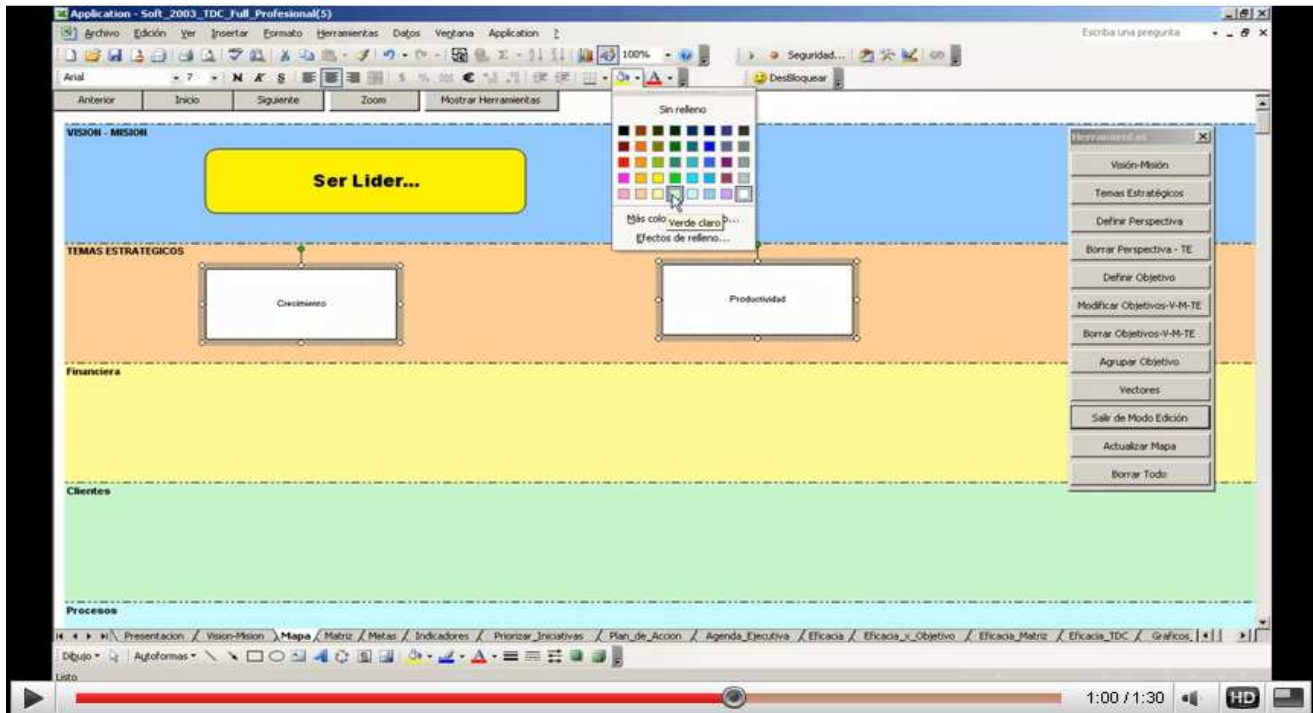 Application - Soft_2003_TDC_Full_Profesional(5)
Archivo Edición Ver Insertar Formato Herramientas Datos Ventana Application ?
Escriba una pregunta
100%
Seguridad...
Arial 7 N K S
€
DesBloquear
Anterior Inicio Siguiente Zoom Mostrar Herramientas
Sin relleno
Más colo
Verde claro
Efectos de relleno...
VISION - MISION
Ser Lider...
TEMAS ESTRATEGICOS
Crecimiento
Productividad
Financiera
Clientes
Procesos
Herramientas
Visión-Misión
Temas Estratégicos
Definir Perspectiva
Borrar Perspectiva - TE
Definir Objetivo
Modificar Objetivos-V-M-TE
Borrar Objetivos-V-M-TE
Agrupar Objetivo
Vectores
Salir de Modo Edición
Actualizar Mapa
Borrar Todo
Presentacion / Vision-Mision / Mapa / Matriz / Metas / Indicadores / Priorizar_Iniciativas / Plan_de_Accion / Agenda_Ejecutiva / Eficacia / Eficacia_x_Objetivo / Eficacia_Matriz / Eficacia_TDC / Graficos_
Dibujo Autoformas
Listo
1:00 / 1:30
HD